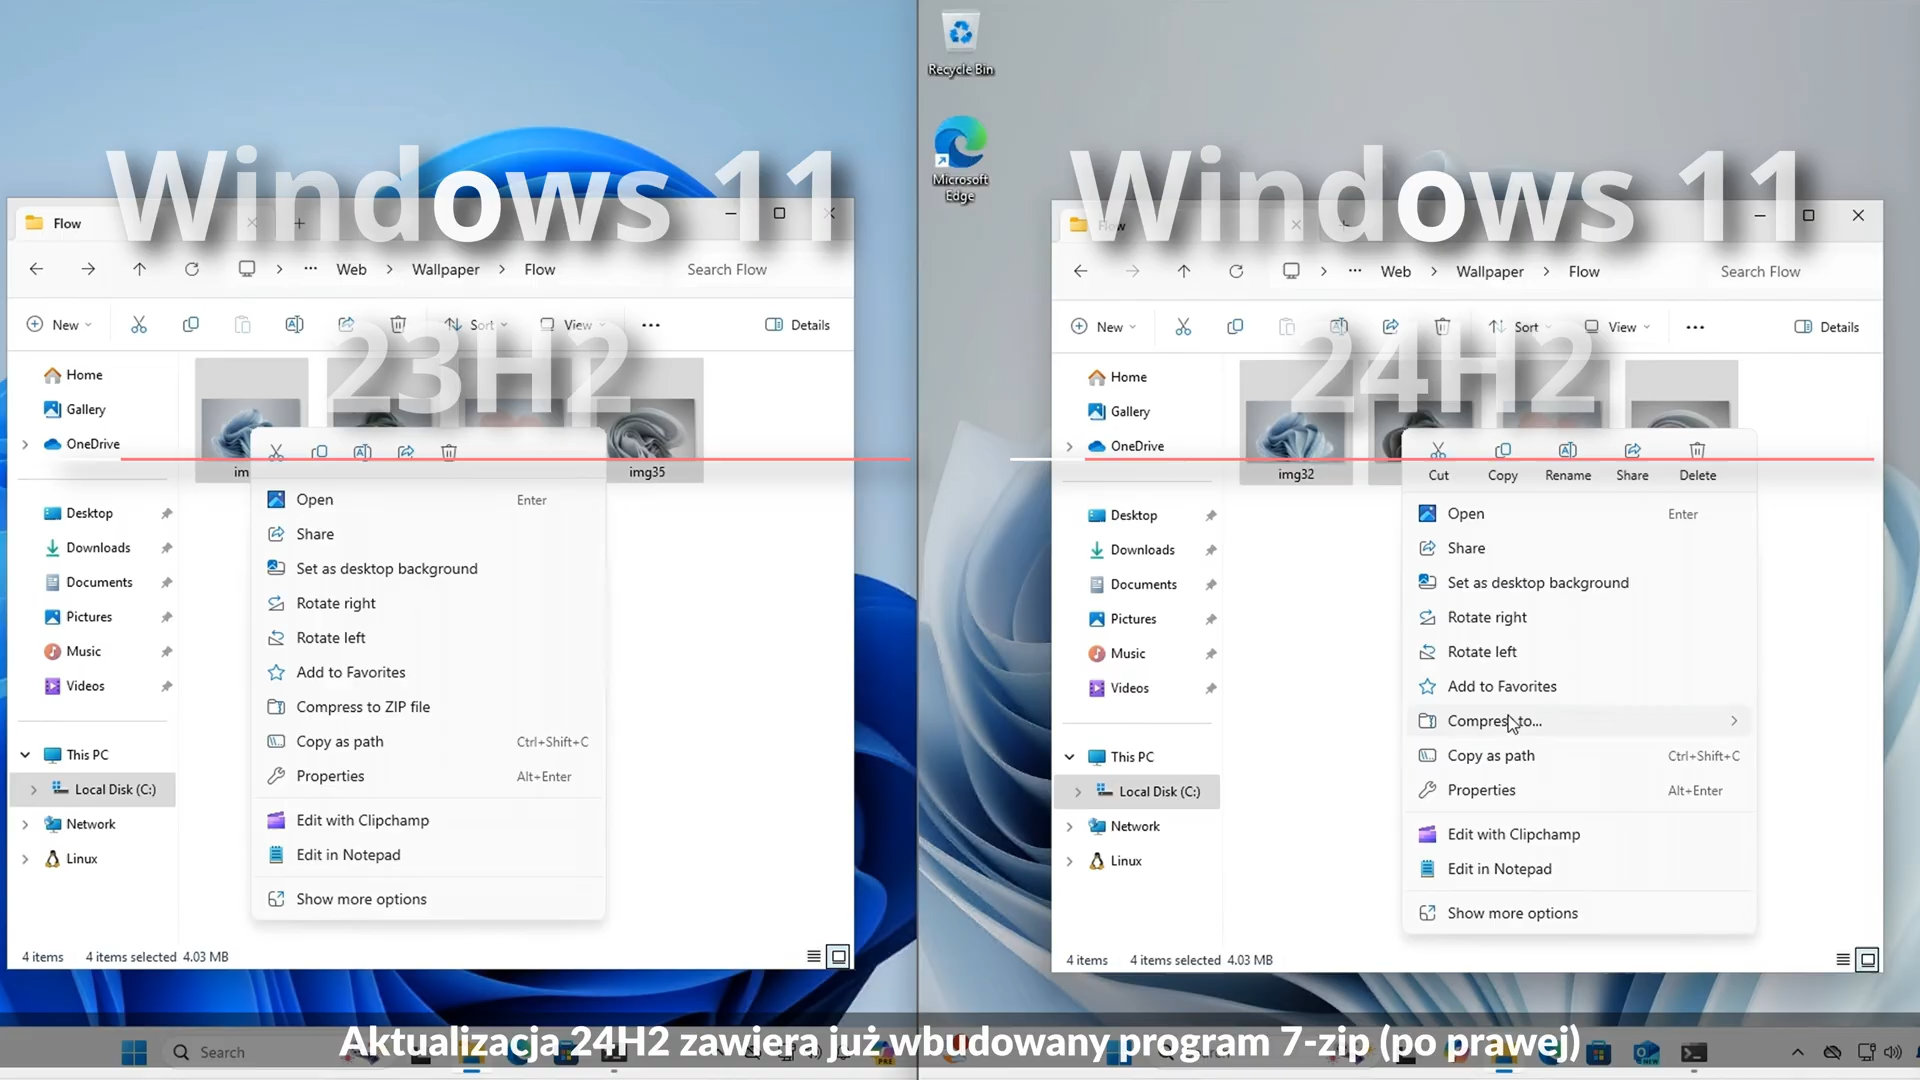 Recycle Bin
Microsoft
Edge
Windows 11
23H2
Flow
Web
Wallpaper
Flow
Search Flow
New
Sort
View
Details
Home
Gallery
OneDrive
Desktop
Downloads
Documents
Pictures
Music
Videos
This PC
Local Disk (C:)
Network
Linux
img35
Open Enter
Share
Set as desktop background
Rotate right
Rotate left
Add to Favorites
Compress to ZIP file
Copy as path Ctrl+Shift+C
Properties Alt+Enter
Edit with Clipchamp
Edit in Notepad
Show more options
4 items 4 items selected 4.03 MB
Windows 11
24H2
Flow
Web
Wallpaper
Flow
Search Flow
New
Sort
View
Details
Home
Gallery
OneDrive
Desktop
Downloads
Documents
Pictures
Music
Videos
This PC
Local Disk (C:)
Network
Linux
img32
Cut Copy Rename Share Delete
Open Enter
Share
Set as desktop background
Rotate right
Rotate left
Add to Favorites
Compress to...
Copy as path Ctrl+Shift+C
Properties Alt+Enter
Edit with Clipchamp
Edit in Notepad
Show more options
4 items 4 items selected 4.03 MB
Search
Aktualizacja 24H2 zawiera już wbudowany program 7-zip (po prawej)